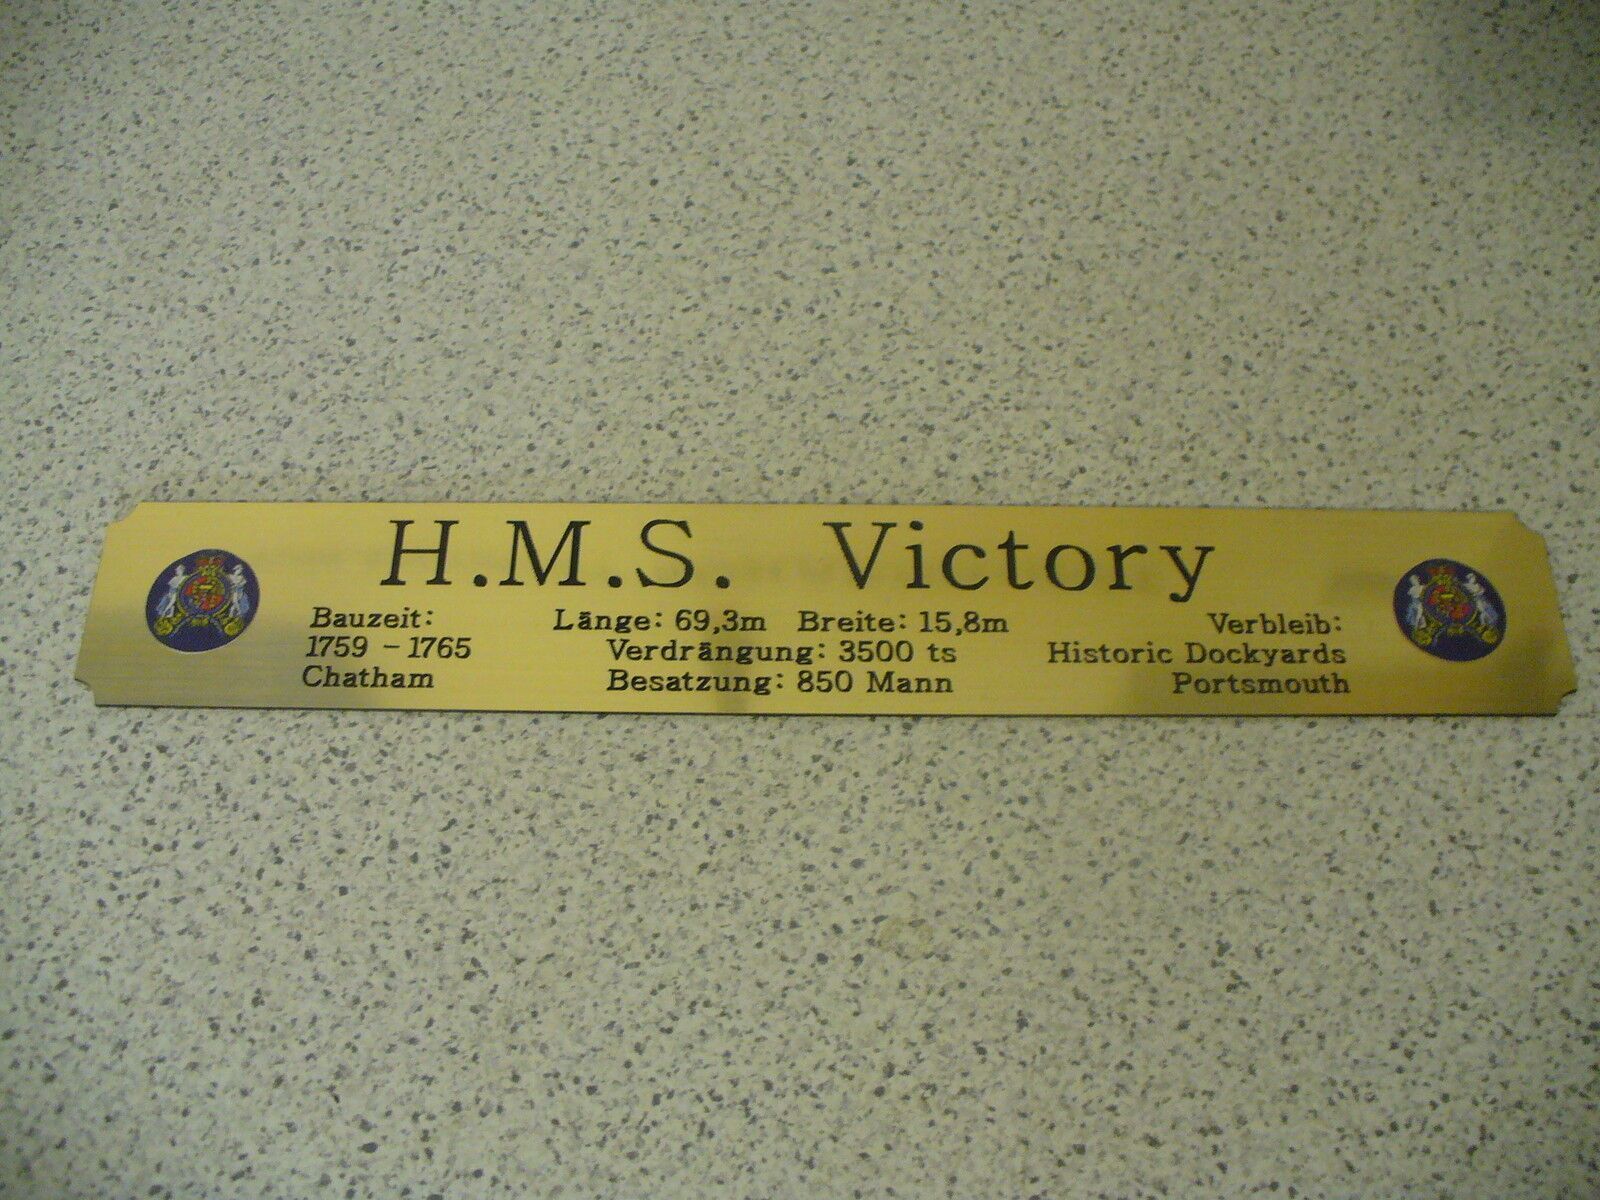 H.M.S. Victory
Bauzeit:
1759 - 1765
Chatham
Länge: 69,3m Breite: 15,8m
Verdrängung: 3500 ts
Besatzung: 850 Mann
Verbleib:
Historic Dockyards
Portsmouth